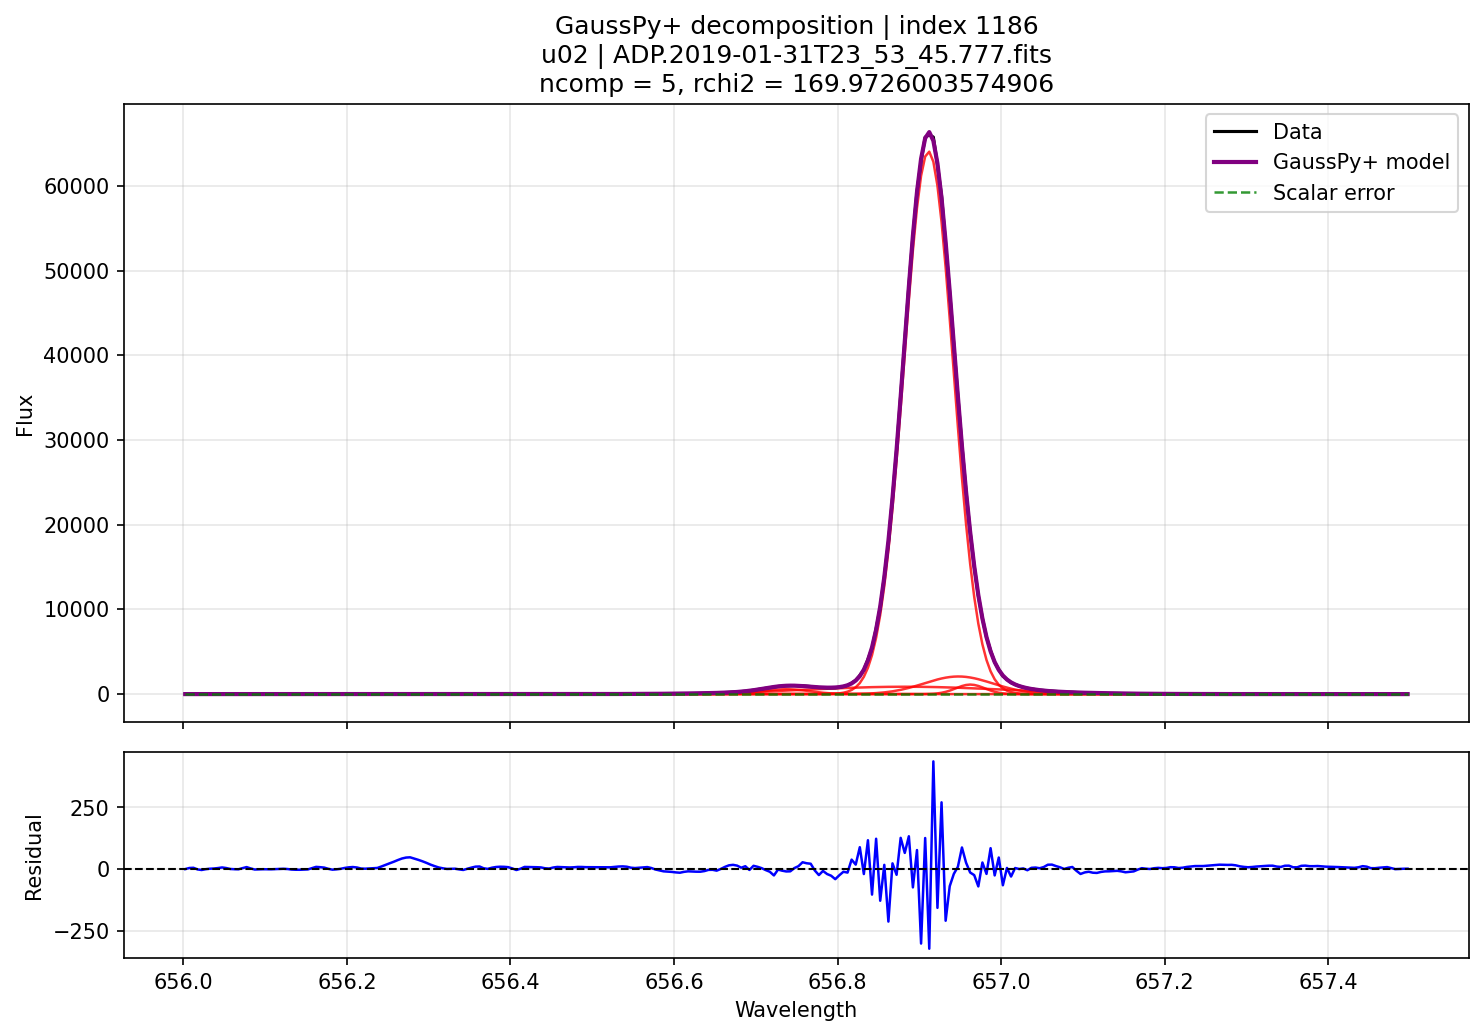 GaussPy+ decomposition | index 1186
u02 | ADP.2019-01-31T23_53_45.777.fits
ncomp = 5, rchi2 = 169.9726003574906
Data
GaussPy+ model
Scalar error
Flux
60000
50000
40000
30000
20000
10000
0
Residual
250
0
−250
656.0 656.2 656.4 656.6 656.8 657.0 657.2 657.4
Wavelength